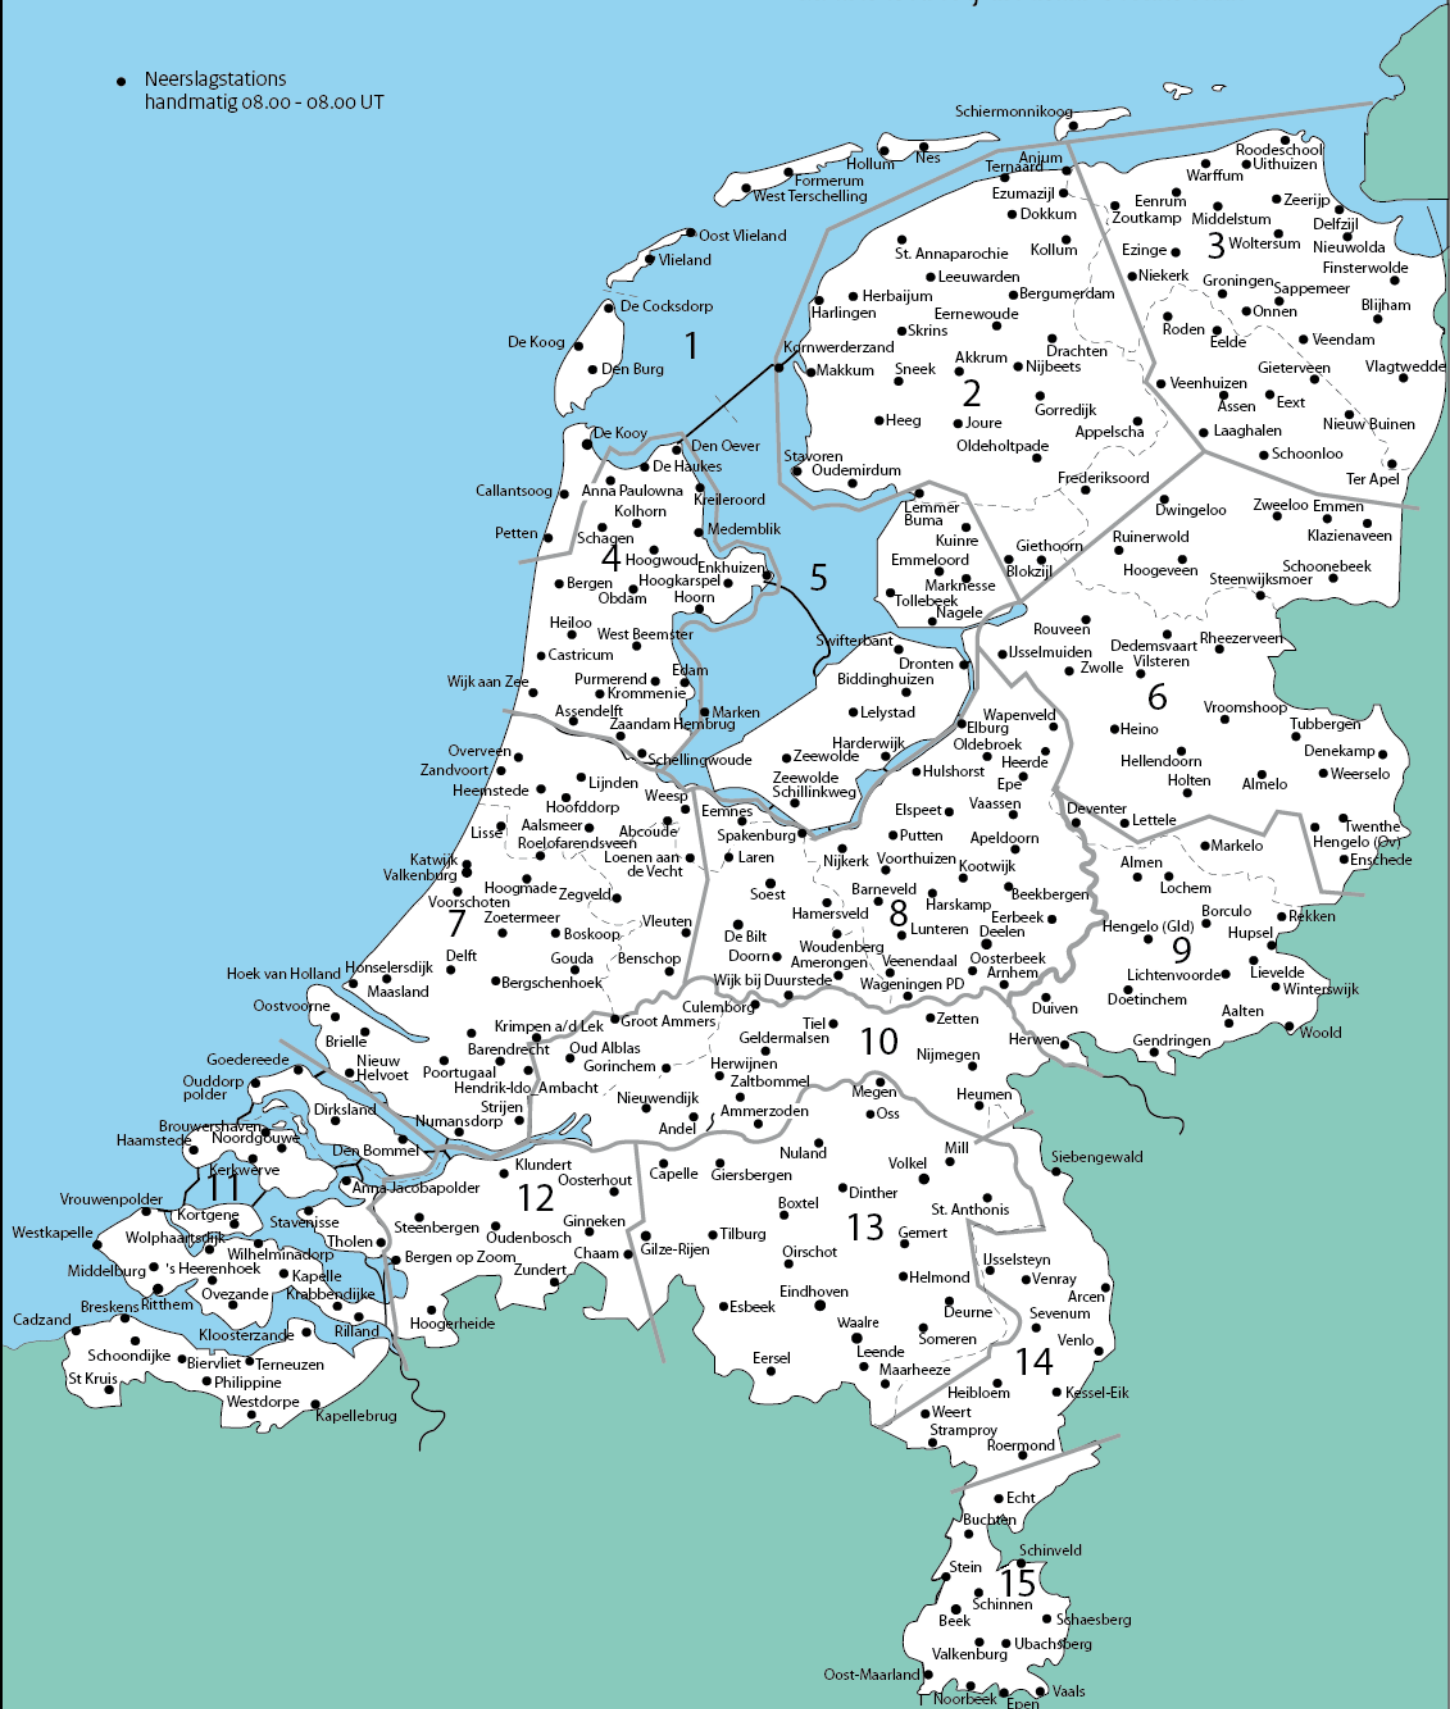 Neerslagstations
handmatig 08.00 - 08.00 UT
Schiermonnikoog
Hollum
Nes
Formerum
West Terschelling
Oost Vlieland
Vlieland
De Cocksdorp
De Koog
Den Burg
1
Anjum
Ternaard
Ezumazijl
Dokkum
Kollum
St. Annaparochie
Leeuwarden
Herbaijum
Harlingen
Bergumerdam
Eernewoude
Skrins
Kornwerderzand
Makkum
Sneek
Akkrum
Nijbeets
Drachten
2
Heeg
Joure
Gorredijk
Appelscha
Oldeholtpade
Stavoren
Oudemirdum
Roodeschool
Uithuizen
Warffum
Eenrum
Zoutkamp
Middelstum
Zeerijp
Delfzijl
Ezinge
3
Woltersum
Nieuwolda
Niekerk
Groningen
Sappemeer
Finsterwolde
Onnen
Blijham
Roden
Eelde
Veendam
Gieterveen
Vlagtwedde
Veenhuizen
Assen
Eext
Nieuw Buinen
Laaghalen
Schoonloo
Ter Apel
De Kooy
Den Oever
De Haukes
Callantsoog
Anna Paulowna
Kreileroord
Kolhorn
Petten
Schagen
Medemblik
4
Hoogwoud
Enkhuizen
Bergen
Hoogkarspel
Obdam
Hoorn
5
Heiloo
West Beemster
Castricum
Edam
Wijk aan Zee
Purmerend
Krommenie
Assendelft
Marken
Zaandam Hembrug
Schellingwoude
Lemmer
Buma
Kuinre
Emmeloord
Marknesse
Tollebeek
Nagele
Giethoorn
Blokzijl
Frederiksoord
Dwingeloo
Zweeloo
Emmen
Klazienaveen
Ruinerwold
Hoogeveen
Schoonebeek
Steenwijksmoer
Swifterbant
Dronten
Biddinghuizen
Lelystad
Harderwijk
Zeewolde
Zeewolde
Schillinkweg
Rouveen
IJsselmuiden
Dedemsvaart
Rheezerveen
Vilsteren
Zwolle
6
Heino
Vroomshoop
Tubbergen
Hellendoorn
Denekamp
Holten
Almelo
Weerselo
Lettele
Deventer
Twenthe
Hengelo (Ov)
Enschede
Overveen
Zandvoort
Heemstede
Lijnden
Hoofddorp
Weesp
Lisse
Aalsmeer
Abcoude
Roelofarendsveen
Katwijk
Valkenburg
Loenen aan
de Vecht
Hoogmade
Zegveld
Voorschoten
7
Zoetermeer
Boskoop
Vleuten
Delft
Gouda
Benschop
Bergschenhoek
Hoek van Holland
Honselersdijk
Maasland
Oostvoorne
Brielle
Wapenveld
Elburg
Oldebroek
Heerde
Hulshorst
Epe
Eemnes
Spakenburg
Elspeet
Vaassen
Putten
Apeldoorn
Laren
Nijkerk
Voorthuizen
Kootwijk
Soest
Barneveld
Harskamp
Beekbergen
Hamersveld
8
Eerbeek
De Bilt
Lunteren
Deelen
Doorn
Woudenberg
Amerongen
Veenendaal
Oosterbeek
Arnhem
Wijk bij Duurstede
Wageningen PD
Markelo
Almen
Lochem
Borculo
Rekken
Hengelo (Gld)
Hupsel
9
Lichtenvoorde
Lievelde
Doetinchem
Winterswijk
Duiven
Aalten
Woold
Herwen
Gendringen
Culemborg
Krimpen a/d Lek
Groot Ammers
Tiel
Geldermalsen
Zetten
10
Barendrecht
Oud Alblas
Gorinchem
Herwijnen
Nijmegen
Poortugaal
Hendrik-Ido_Ambacht
Zaltbommel
Megen
Heumen
Nieuwendijk
Ammerzoden
Oss
Strijen
Numansdorp
Andel
Goedereede
Nieuw
Helvoet
Ouddorp
polder
Dirksland
Brouwershaven
Haamstede
Noordgouwe
Den Bommel
Kerkwerve
11
Anna Jacobapolder
Vrouwenpolder
Kortgene
Stavenisse
Westkapelle
Wolphaartsdijk
Wilhelminadorp
Tholen
Middelburg
's Heerenhoek
Kapelle
Ovezande
Krabbendijke
Breskens
Ritthem
Cadzand
Kloosterzande
Rilland
Schoondijke
Biervliet
Terneuzen
St Kruis
Philippine
Westdorpe
Kapellebrug
Klundert
Oosterhout
12
Steenbergen
Oudenbosch
Ginneken
Bergen op Zoom
Chaam
Zundert
Hoogerheide
Capelle
Giersbergen
Nuland
Mill
Volkel
Siebengewald
Dinther
Boxtel
St. Anthonis
13
Gilze-Rijen
Tilburg
Gemert
Oirschot
Helmond
Eindhoven
Esbeek
Deurne
Waalre
Someren
Leende
Eersel
Maarheeze
IJsselsteyn
Venray
Arcen
Sevenum
Venlo
14
Heibloem
Kessel-Eik
Weert
Stramproy
Roermond
Echt
Buchten
Schinveld
Stein
15
Schinnen
Beek
Schaesberg
Ubachsberg
Valkenburg
Oost-Maarland
Noorbeek
Epen
Vaals